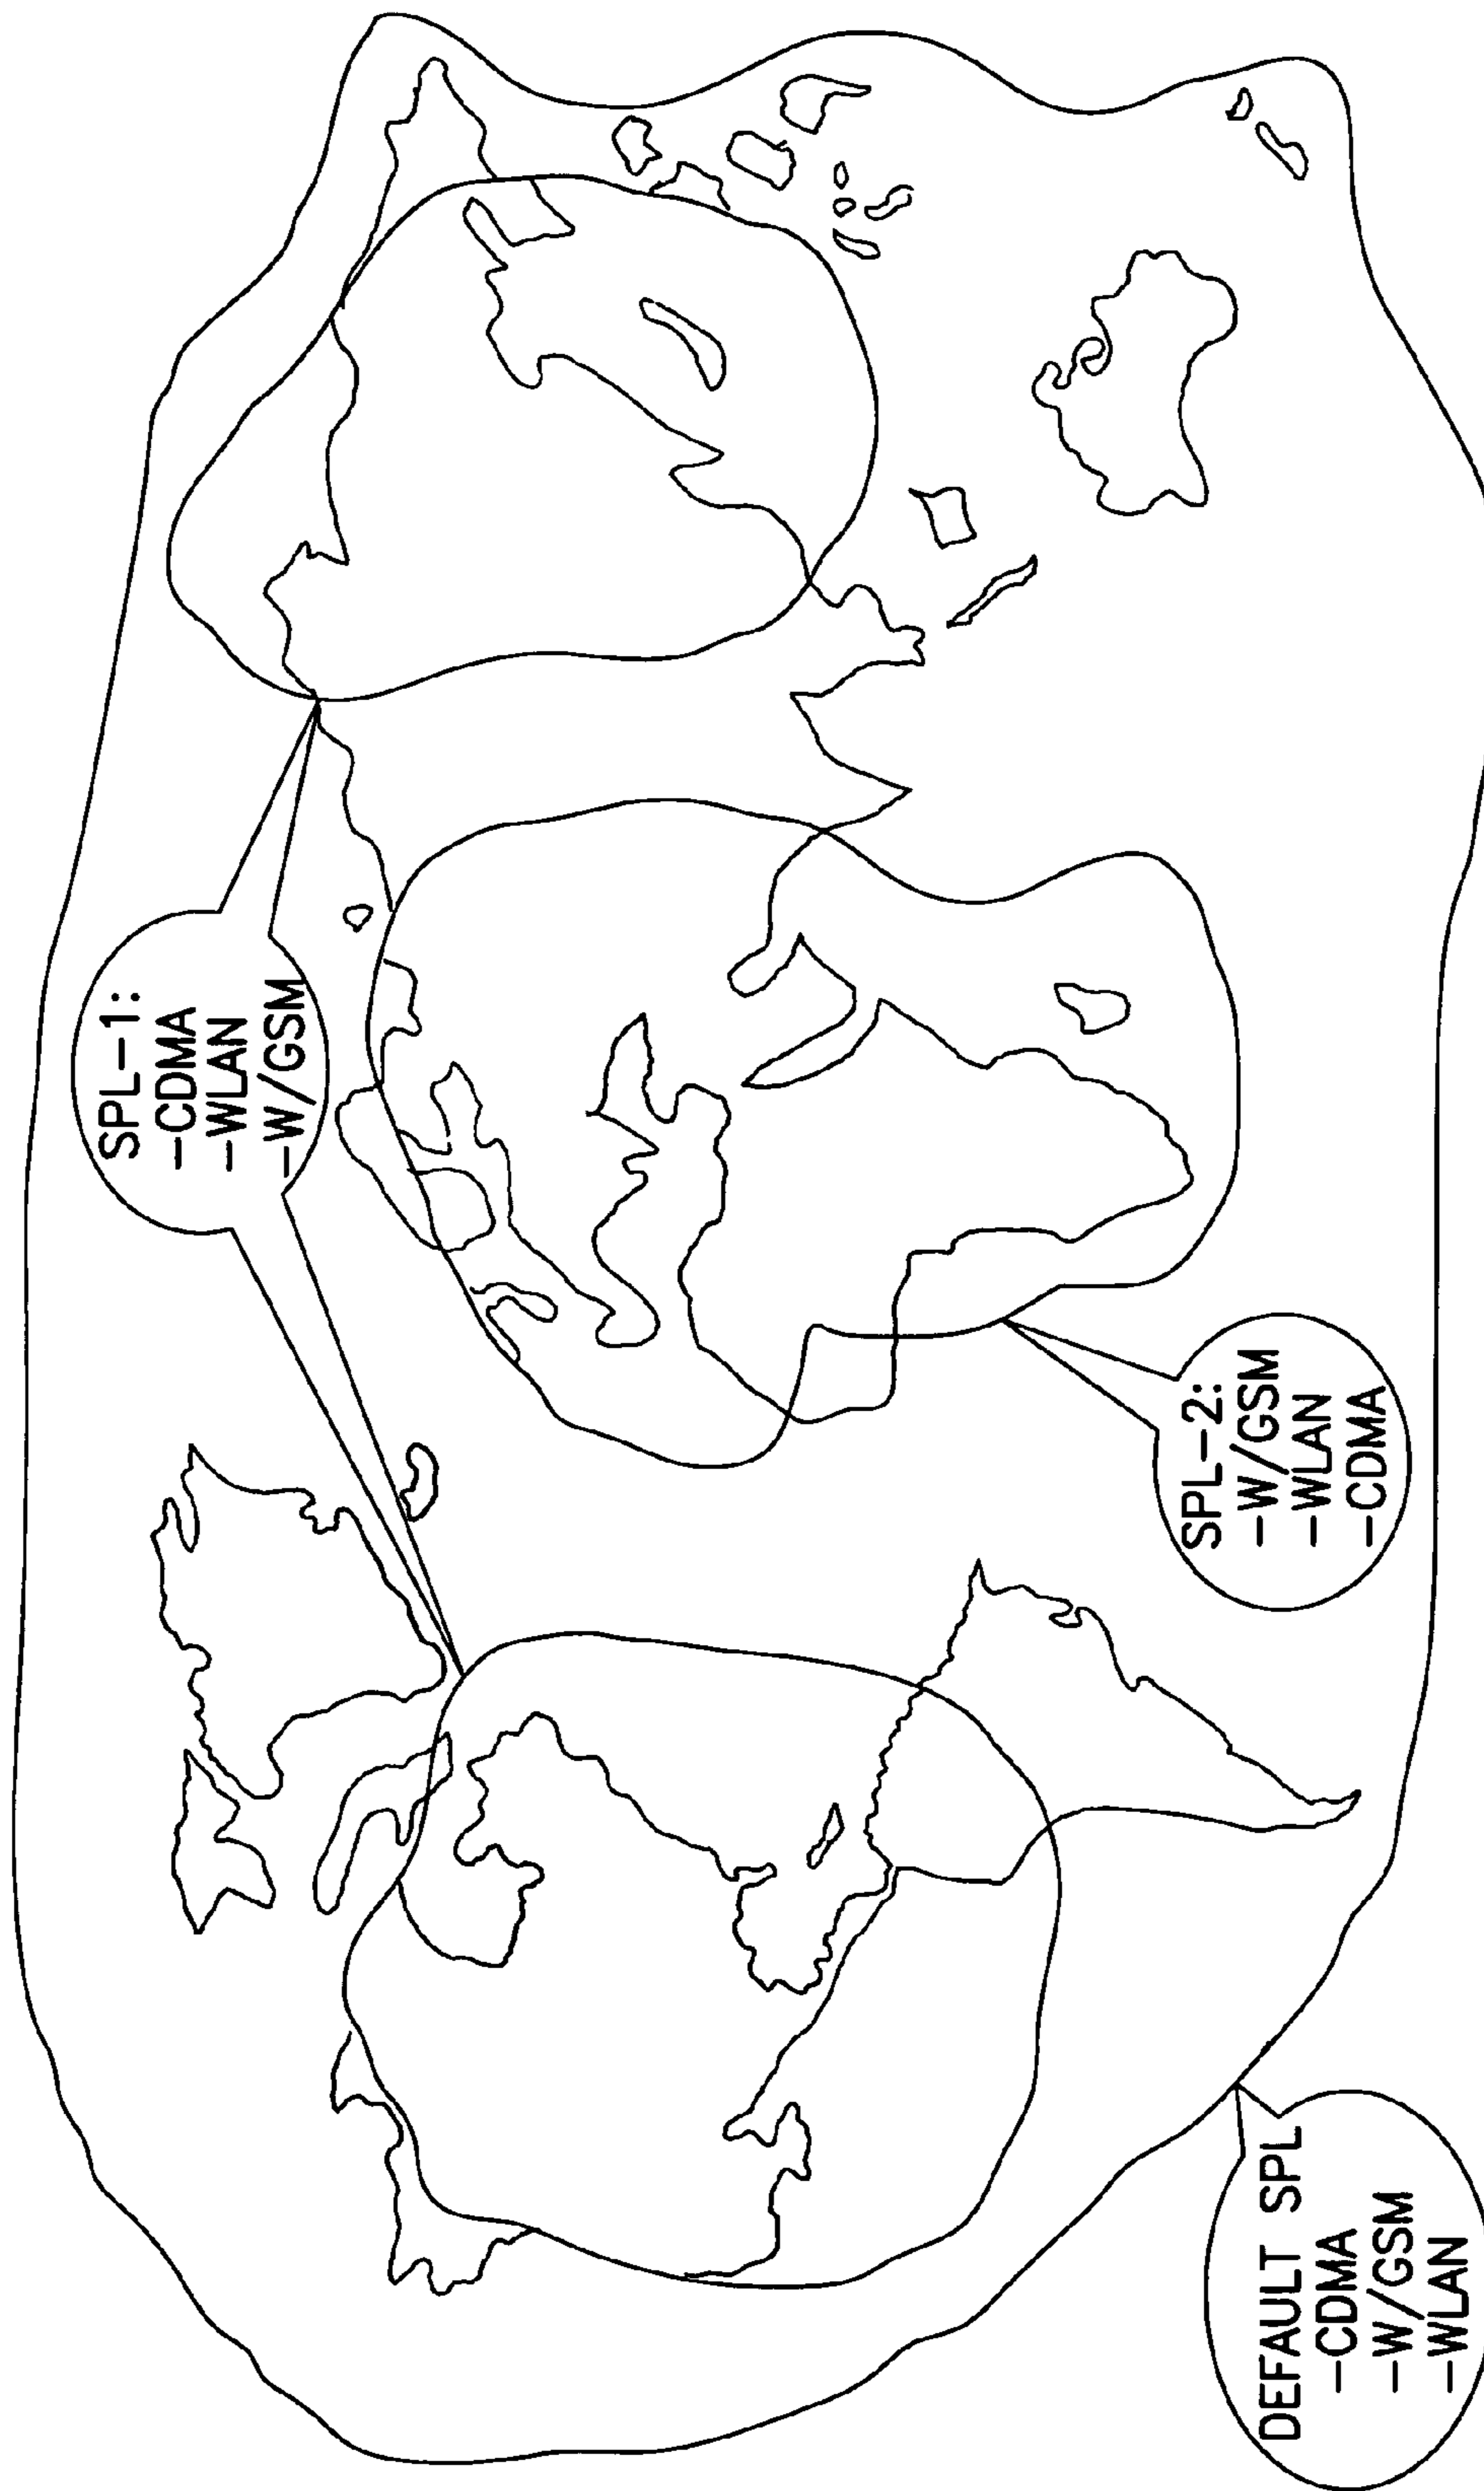 SPL-1:
-CDMA
-WLAN
-W/GSM
SPL-2:
-W/GSM
-WLAN
-CDMA
DEFAULT SPL
-CDMA
-W/GSM
-WLAN